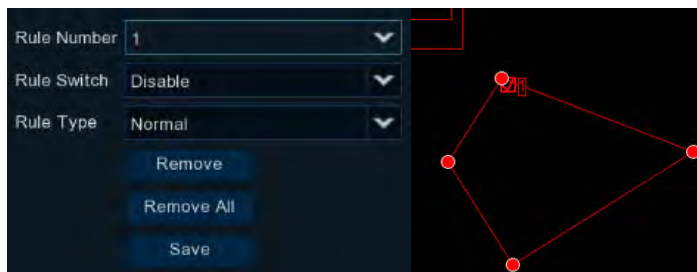 Rule Number 1
Rule Switch Disable
Rule Type Normal
Remove
Remove All
Save